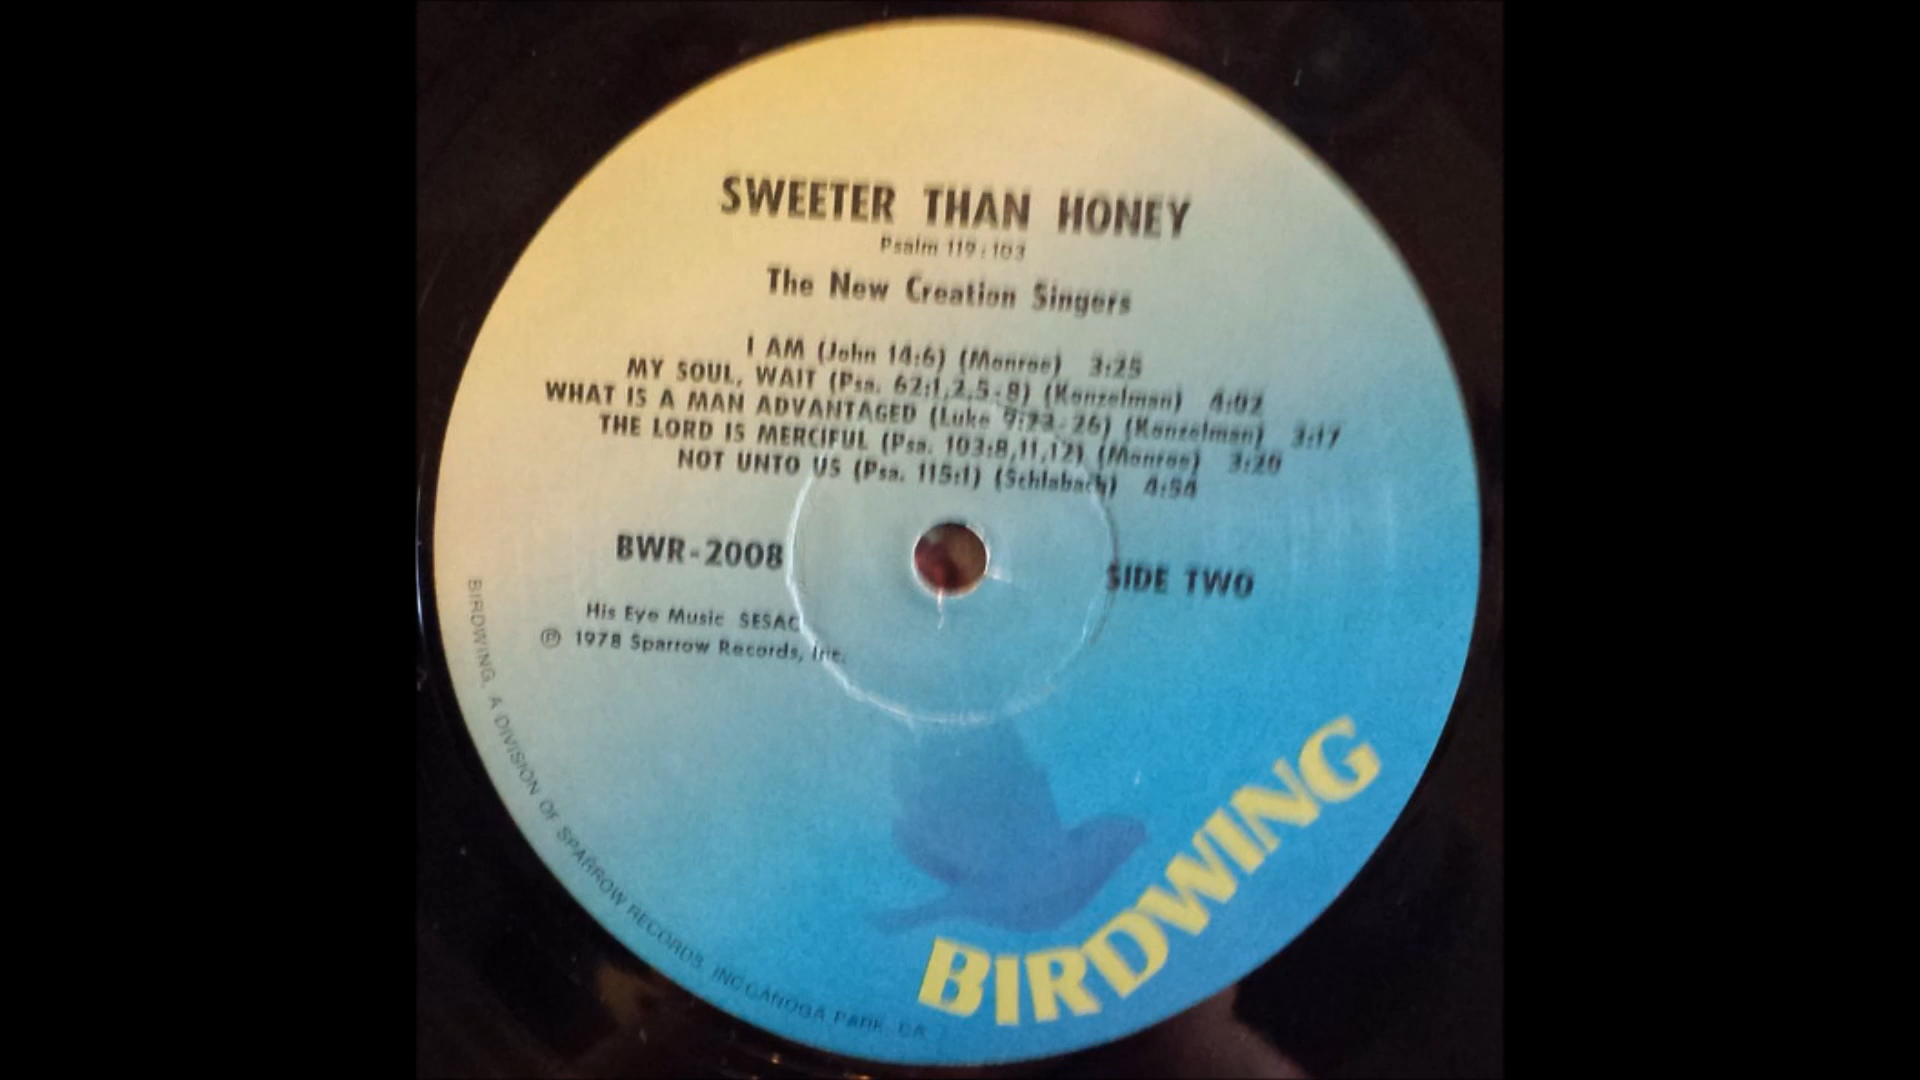 SWEETER THAN HONEY
Psalm 119:103
The New Creation Singers
I AM (John 14:6) (Monroe) 3:25
MY SOUL, WAIT (Psa. 62:1,2,5-8) (Konzelman) 4:02
WHAT IS A MAN ADVANTAGED (Luke 9:23-26) (Konzelman) 3:17
THE LORD IS MERCIFUL (Psa. 103:8,11,12) (Monroe) 3:20
NOT UNTO US (Psa. 115:1) (Schlabach) 4:54
BWR-2008
SIDE TWO
His Eye Music SESAC
℗ 1978 Sparrow Records, Inc.
BIRDWING, A DIVISION OF SPARROW RECORDS, INC CANOGA PARK, CA
BIRDWING